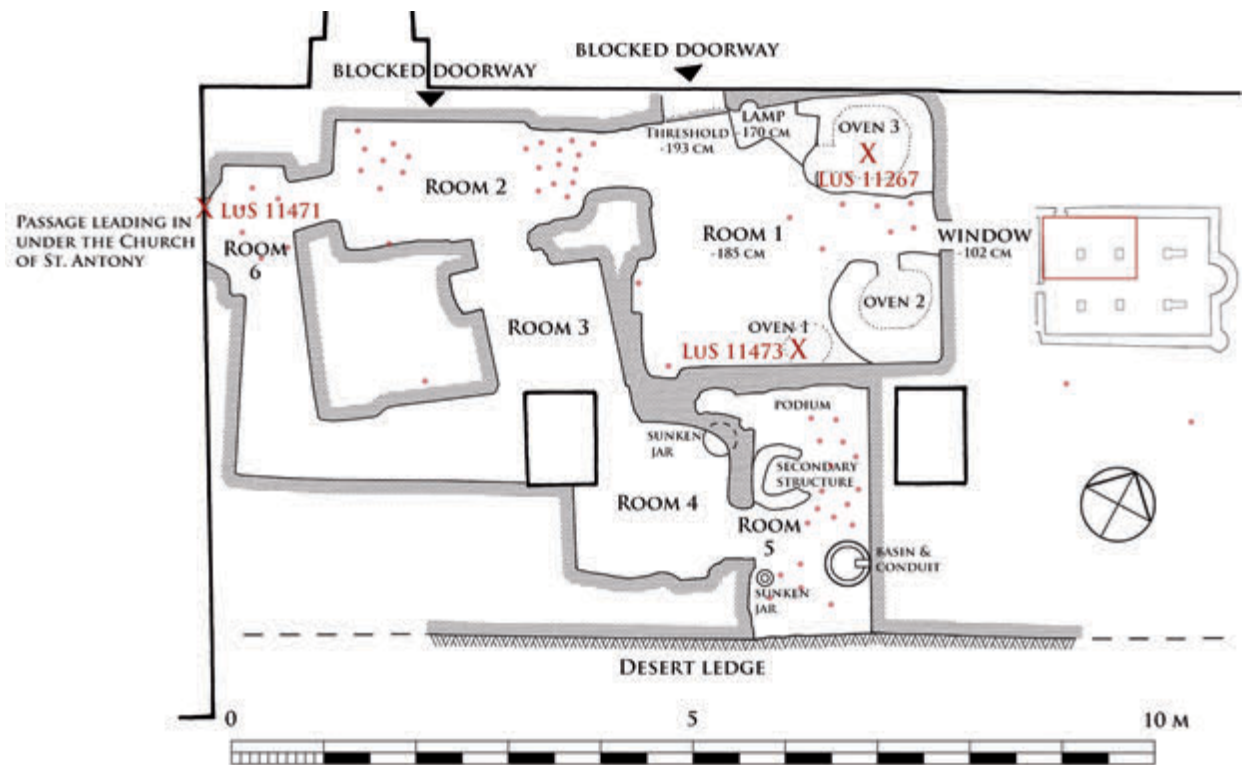 BLOCKED DOORWAY
BLOCKED DOORWAY
LAMP
-170 CM
THRESHOLD
-193 CM
OVEN 3
LUS 11267
ROOM 2
PASSAGE LEADING IN
UNDER THE CHURCH
OF ST. ANTONY
LUS 11471
ROOM
6
ROOM 1
-185 CM
WINDOW
-102 CM
OVEN 2
ROOM 3
OVEN 1
LUS 11473
PODIUM
SUNKEN
JAR
SECONDARY
STRUCTURE
ROOM 4
ROOM
5
BASIN &
CONDUIT
SUNKEN
JAR
DESERT LEDGE
0 5 10 M